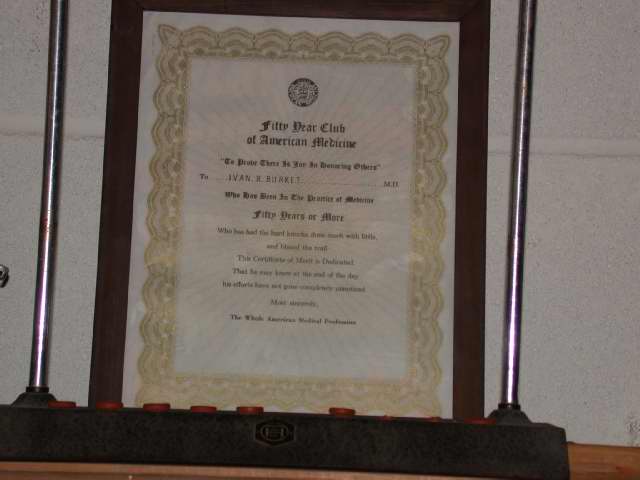 Fifty Year Club
of American Medicine
"To Prove There Is Joy In Honoring Others"
To IVAN R. BURKET M.D.
Who Has Been In The Practice of Medicine
Fifty Years or More
Who has had the hard knocks done much with little,
and blazed the trail
This Certificate of Merit is Dedicated
That he may know at the end of the day
his efforts have not gone completely unnoticed
Most sincerely,
The Whole American Medical Profession